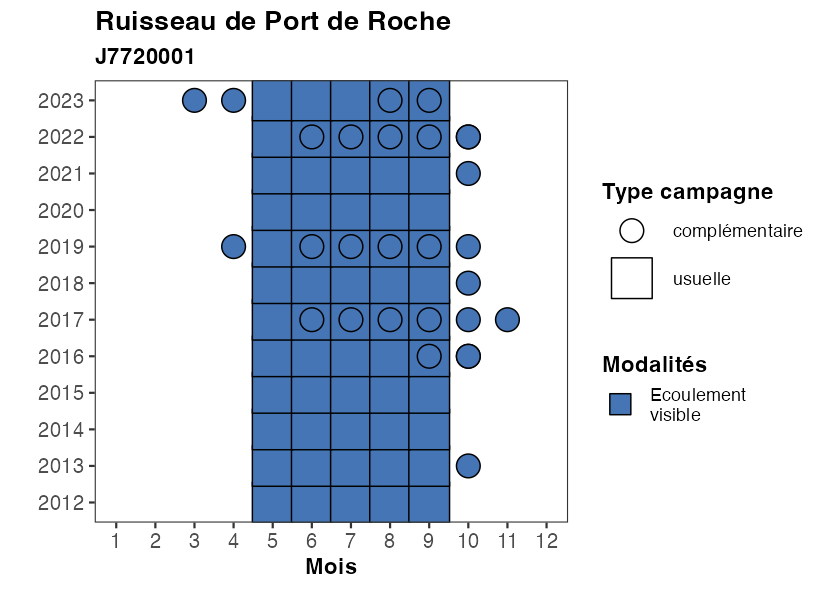 Ruisseau de Port de Roche
J7720001
2023
2022
2021
2020
2019
2018
2017
2016
2015
2014
2013
2012
1 2 3 4 5 6 7 8 9 10 11 12
Mois
Type campagne
complémentaire
usuelle
Modalités
Ecoulement
visible